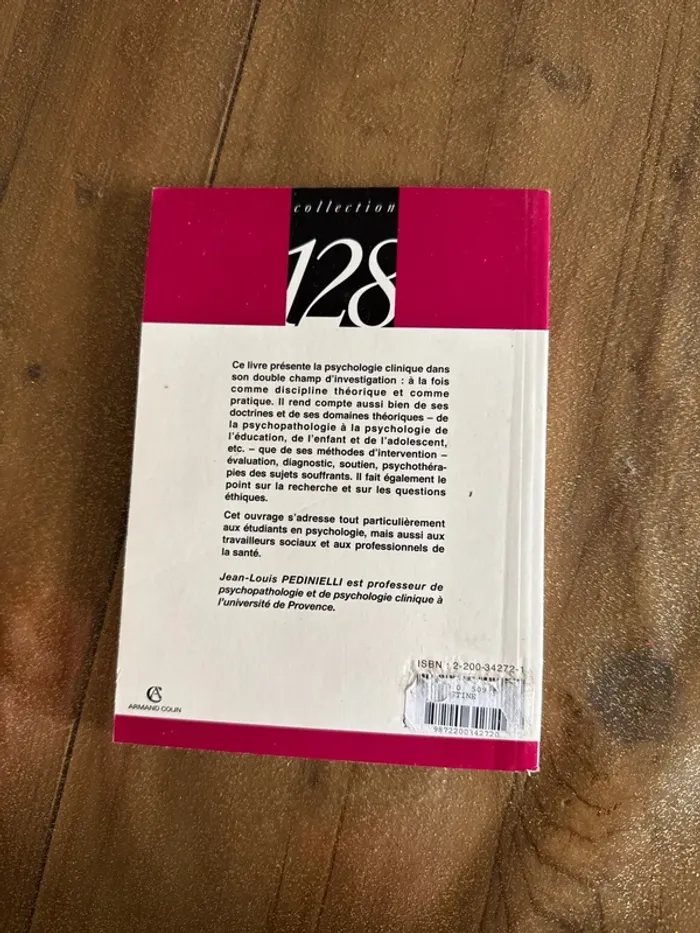 collection
128
Ce livre présente la psychologie clinique dans
son double champ d'investigation : à la fois
comme discipline théorique et comme
pratique. Il rend compte aussi bien de ses
doctrines et de ses domaines théoriques – de
la psychopathologie à la psychologie de
l'éducation, de l'enfant et de l'adolescent,
etc. – que de ses méthodes d'intervention –
évaluation, diagnostic, soutien, psychothéra-
pies des sujets souffrants. Il fait également le
point sur la recherche et sur les questions
éthiques.
Cet ouvrage s'adresse tout particulièrement
aux étudiants en psychologie, mais aussi aux
travailleurs sociaux et aux professionnels de
la santé.
Jean-Louis PEDINIELLI est professeur de
psychopathologie et de psychologie clinique à
l'université de Provence.
ISBN : 2-200-34272-1
9872200342720
ARMAND COLIN